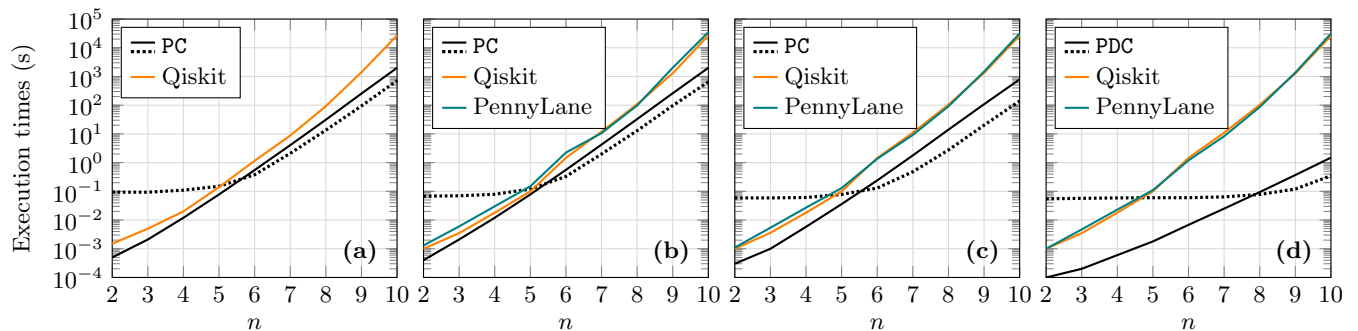 Execution times (s)
10^5
10^4
10^3
10^2
10^1
10^0
10^−1
10^−2
10^−3
10^−4
PC
Qiskit
(a)
2 3 4 5 6 7 8 9 10
n
PC
Qiskit
PennyLane
(b)
2 3 4 5 6 7 8 9 10
n
PC
Qiskit
PennyLane
(c)
2 3 4 5 6 7 8 9 10
n
PDC
Qiskit
PennyLane
(d)
2 3 4 5 6 7 8 9 10
n